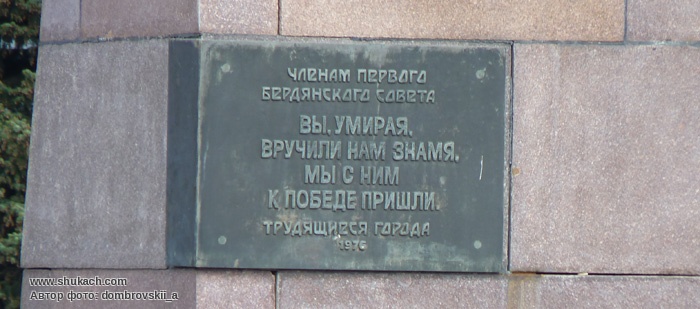 ЧЛЕНАМ ПЕРВОГО
БЕРДЯНСКОГО СОВЕТА
ВЫ, УМИРАЯ,
ВРУЧИЛИ НАМ ЗНАМЯ.
МЫ С НИМ
К ПОБЕДЕ ПРИШЛИ.
ТРУДЯЩИЕСЯ ГОРОДА
1976
www.shukach.com
Автор фото: dombrovskii_a